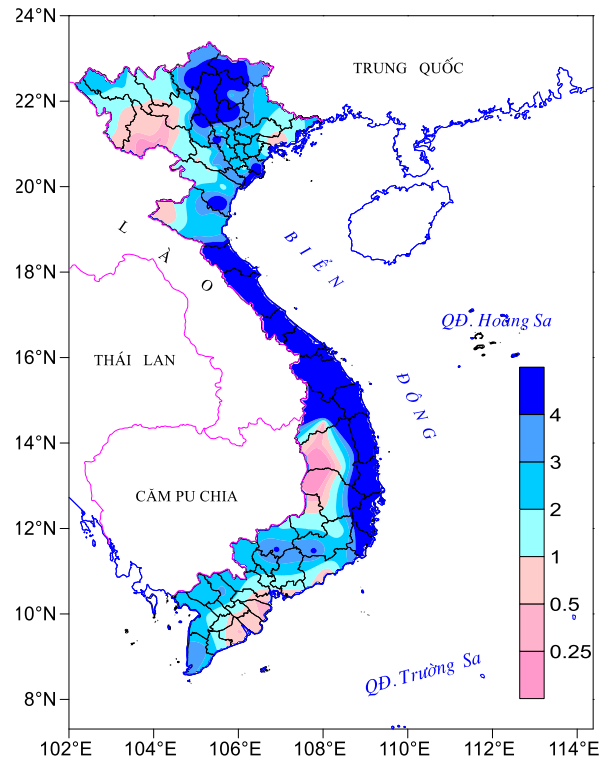 24°N
22°N
20°N
18°N
16°N
14°N
12°N
10°N
8°N
102°E 104°E 106°E 108°E 110°E 112°E 114°E
TRUNG QUỐC
LÀO
BIỂN
ĐÔNG
QĐ. Hoàng Sa
THÁI LAN
CĂM PU CHIA
QĐ. Trường Sa
4
3
2
1
0.5
0.25